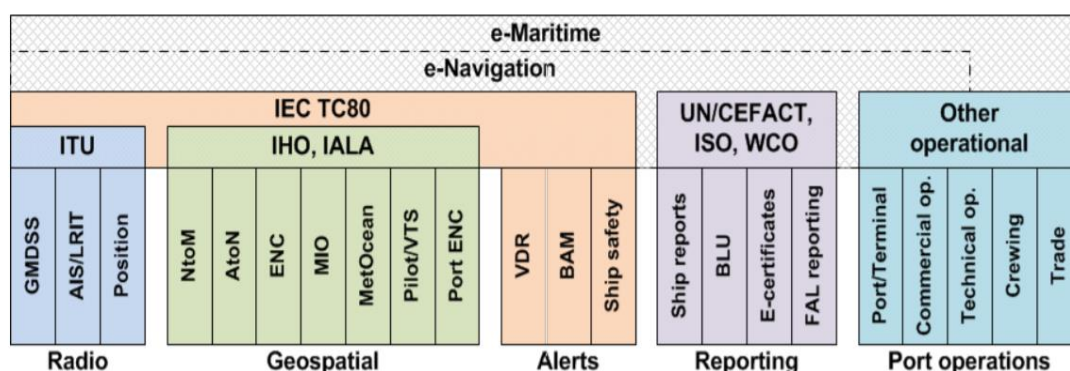 e-Maritime
e-Navigation
IEC TC80
UN/CEFACT,
ISO, WCO
Other
operational
ITU
IHO, IALA
GMDSS
AIS/LRIT
Position
NtoM
AtoN
ENC
MIO
MetOcean
Pilot/VTS
Port ENC
VDR
BAM
Ship safety
Ship reports
BLU
E-certificates
FAL reporting
Port/Terminal
Commercial op.
Technical op.
Crewing
Trade
Radio
Geospatial
Alerts
Reporting
Port operations